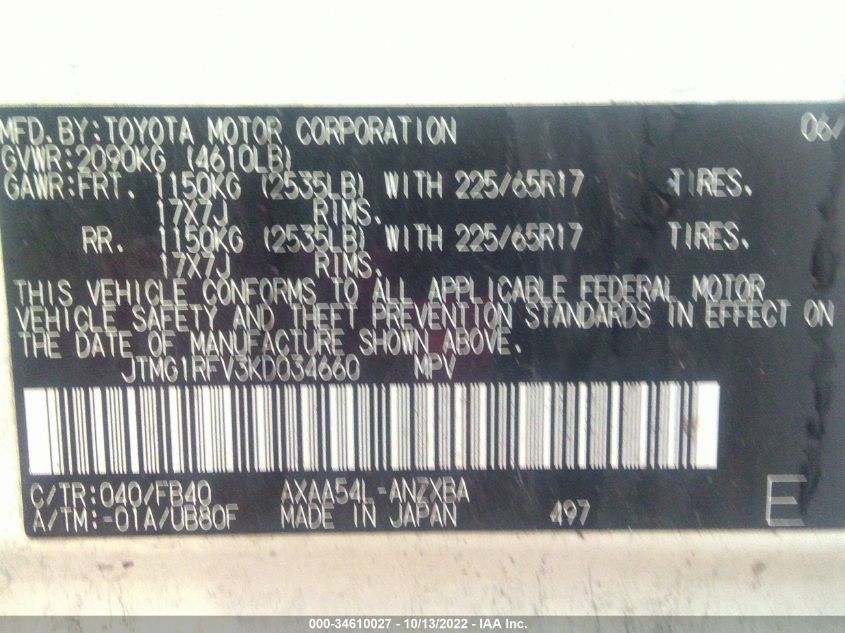 MFD.BY:TOYOTA MOTOR CORPORATION 06/
GVWR:2090KG (4610LB)
GAWR:FRT. 1150KG (2535LB) WITH 225/65R17 TIRES.
17X7J RIMS.
RR. 1150KG (2535LB) WITH 225/65R17 TIRES.
17X7J RIMS.
THIS VEHICLE CONFORMS TO ALL APPLICABLE FEDERAL MOTOR
VEHICLE SAFETY AND THEFT PREVENTION STANDARDS IN EFFECT ON
THE DATE OF MANUFACTURE SHOWN ABOVE.
JTMG1RFV3KD034660 MPV
C/TR:040/FB40 AXAA54L-ANZXBA
A/TM:-01A/UB80F MADE IN JAPAN 497 E
000-34610027 - 10/13/2022 - IAA Inc.